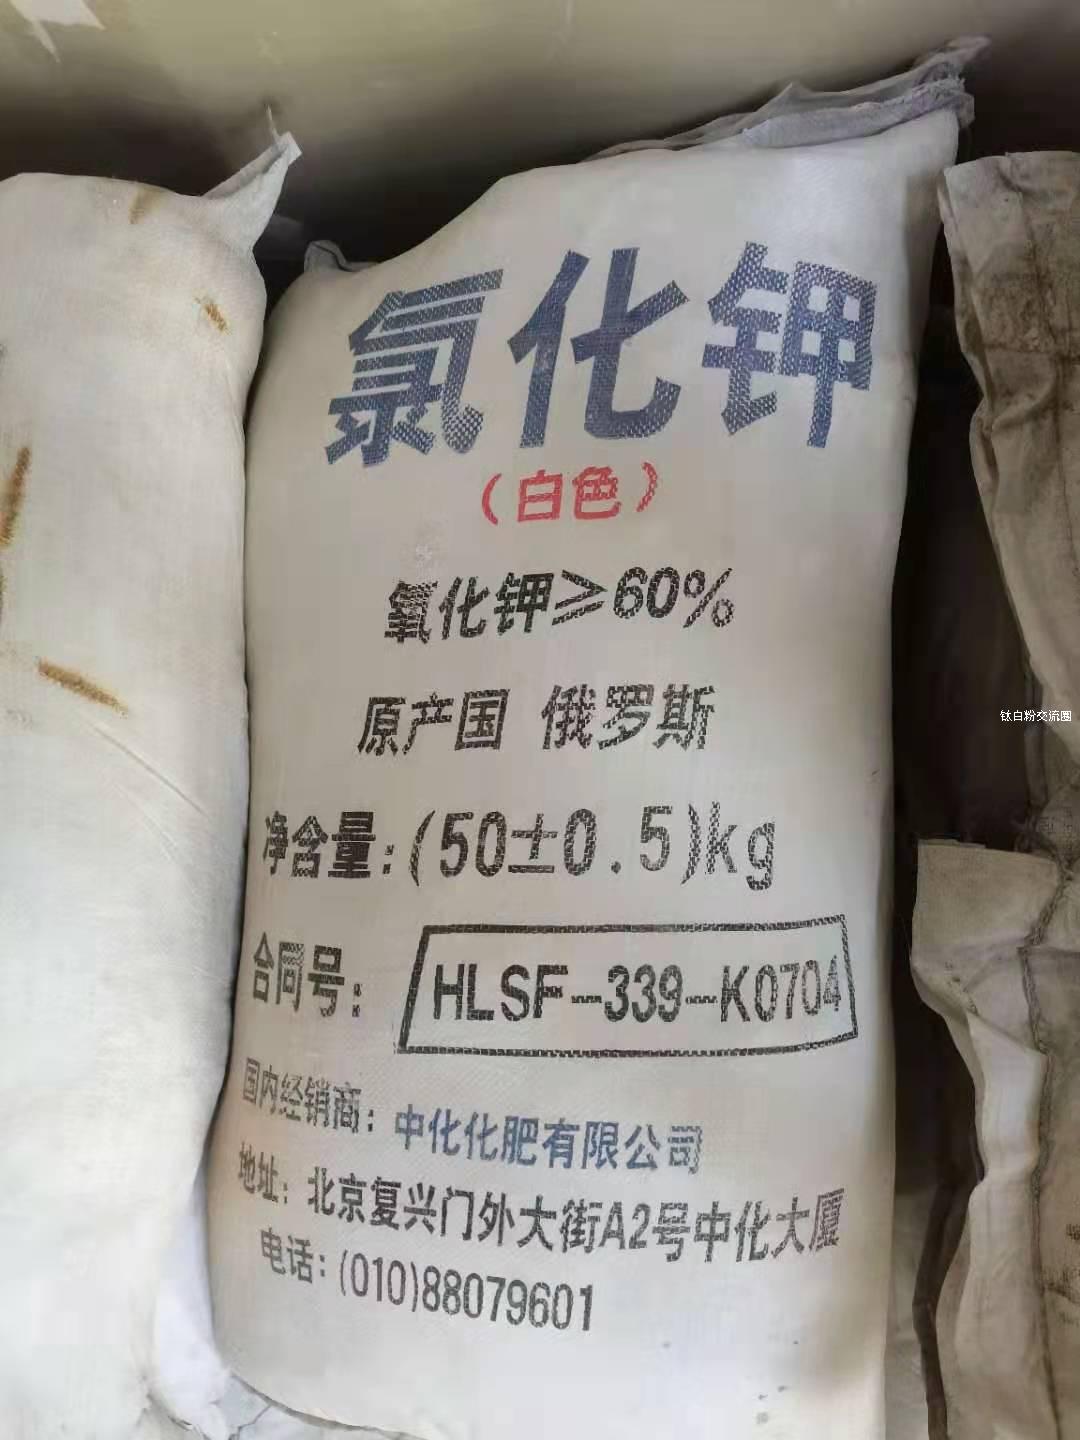 氯化钾
（白色）
氧化钾≥60%
原产国 俄罗斯
净含量:(50±0.5)kg
合同号: HLSF-339-K0704
国内经销商: 中化化肥有限公司
地址: 北京复兴门外大街A2号中化大厦
电话: (010)88079601
钛白粉交流圈